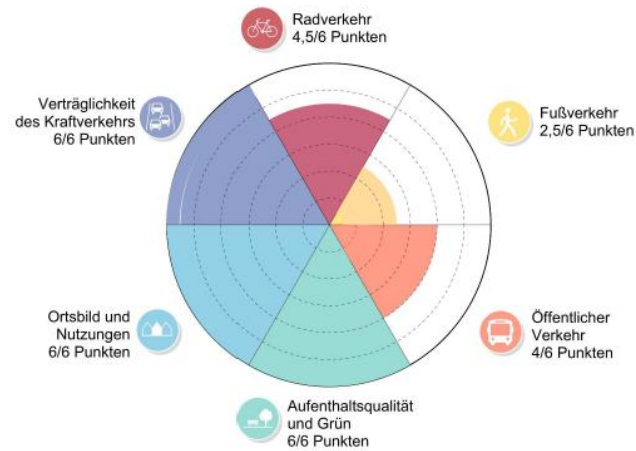 Radverkehr
4,5/6 Punkten
Fußverkehr
2,5/6 Punkten
Öffentlicher
Verkehr
4/6 Punkten
Aufenthaltsqualität
und Grün
6/6 Punkten
Ortsbild und
Nutzungen
6/6 Punkten
Verträglichkeit
des Kraftverkehrs
6/6 Punkten